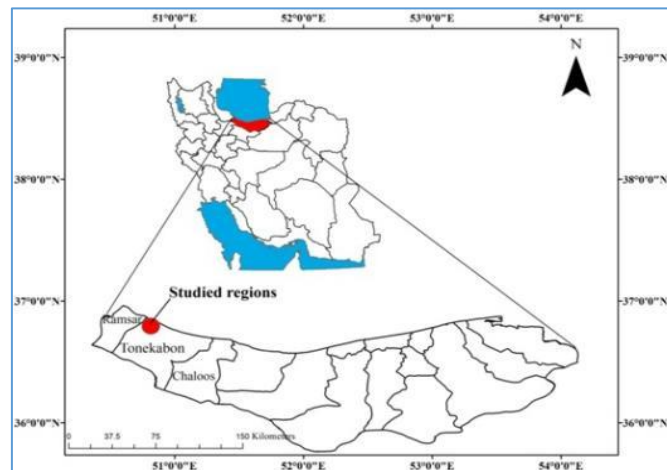 51°0'0"E 52°0'0"E 53°0'0"E 54°0'0"E
39°0'0"N 39°0'0"N
N
38°0'0"N 38°0'0"N
37°0'0"N 37°0'0"N
Studied regions
Ramsar
Tonekabon
Chaloos
36°0'0"N 36°0'0"N
0 37.5 75 150 Kilometers
51°0'0"E 52°0'0"E 53°0'0"E 54°0'0"E